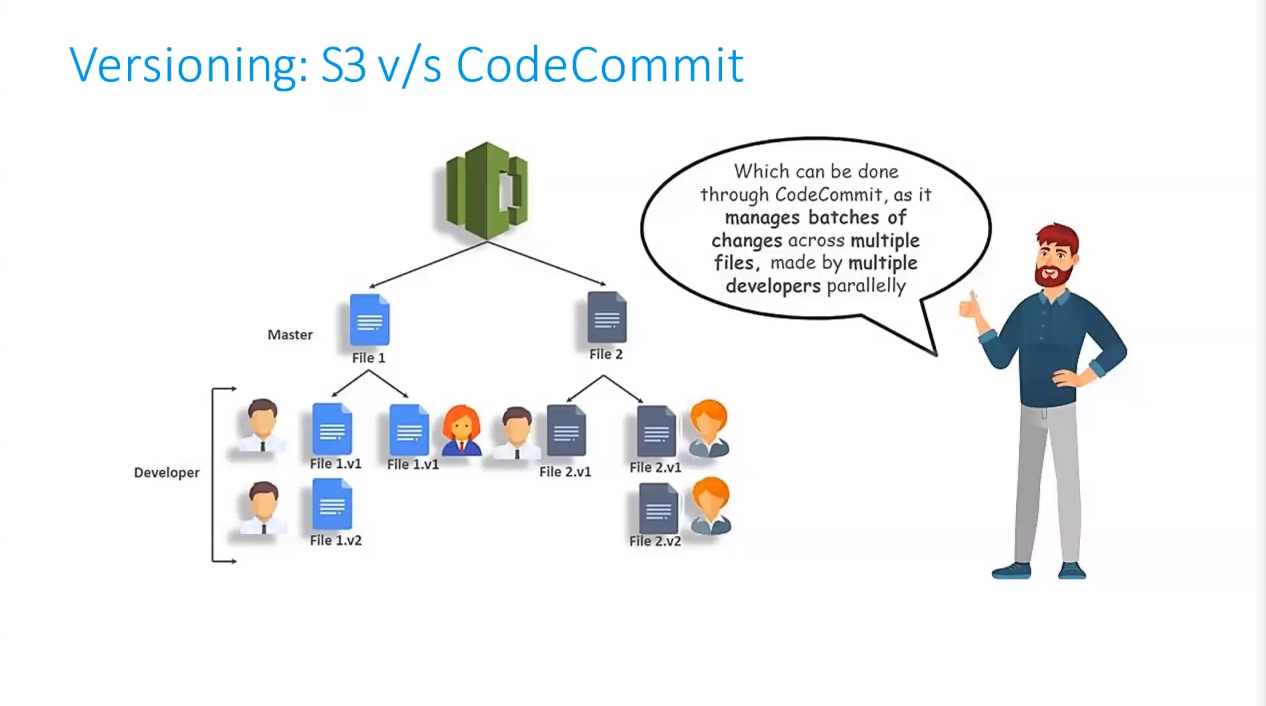 Versioning: S3 v/s CodeCommit
Which can be done
through CodeCommit, as it
manages batches of
changes across multiple
files, made by multiple
developers parallelly
Master
File 1
File 2
Developer
File 1.v1
File 1.v1
File 2.v1
File 2.v1
File 1.v2
File 2.v2